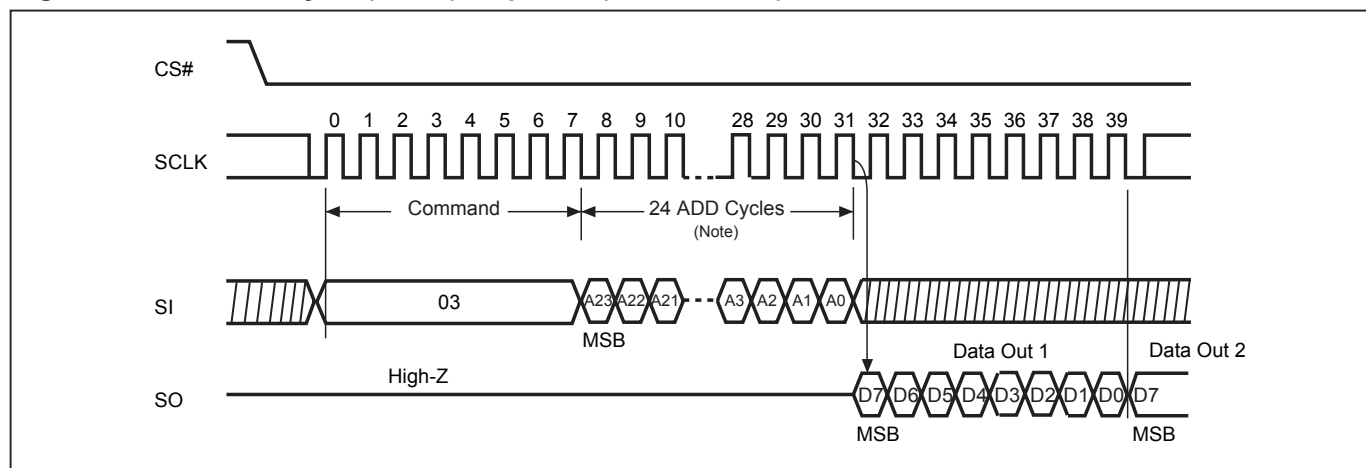 CS#
0 1 2 3 4 5 6 7 8 9 10 28 29 30 31 32 33 34 35 36 37 38 39
SCLK
Command 24 ADD Cycles
(Note)
SI 03 A23 A22 A21 A3 A2 A1 A0
MSB
Data Out 1 Data Out 2
High-Z
SO D7 D6 D5 D4 D3 D2 D1 D0 D7
MSB MSB